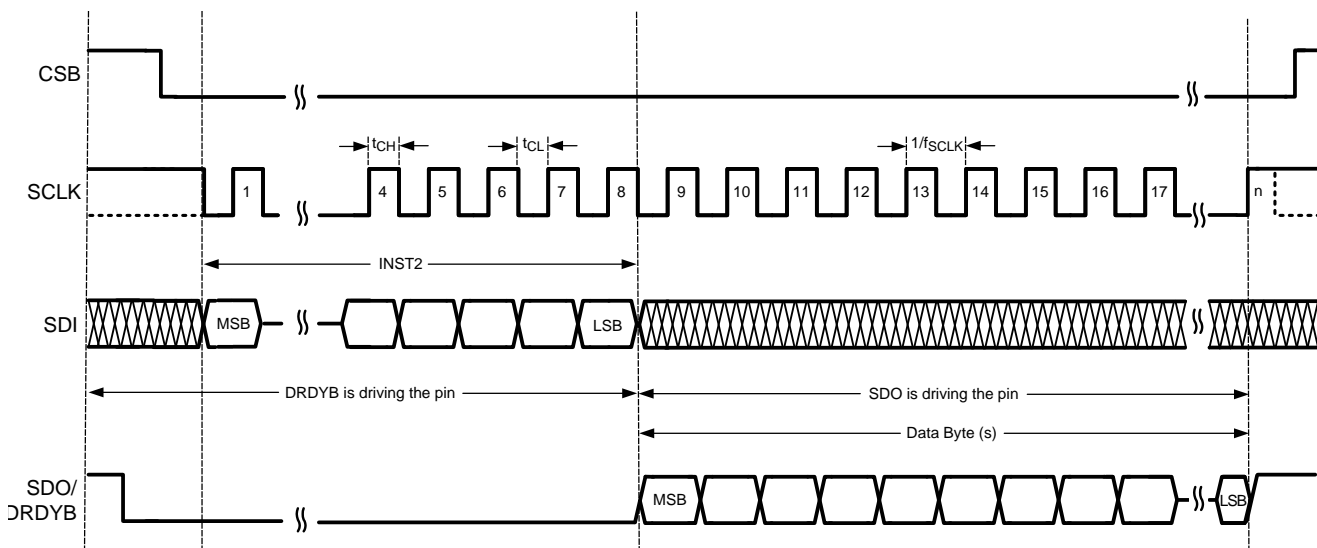 CSB
tCH
tCL
1/fSCLK
SCLK
1
4
5
6
7
8
9
10
11
12
13
14
15
16
17
n
INST2
SDI
MSB
LSB
DRDYB is driving the pin
SDO is driving the pin
Data Byte (s)
SDO/
DRDYB
MSB
LSB